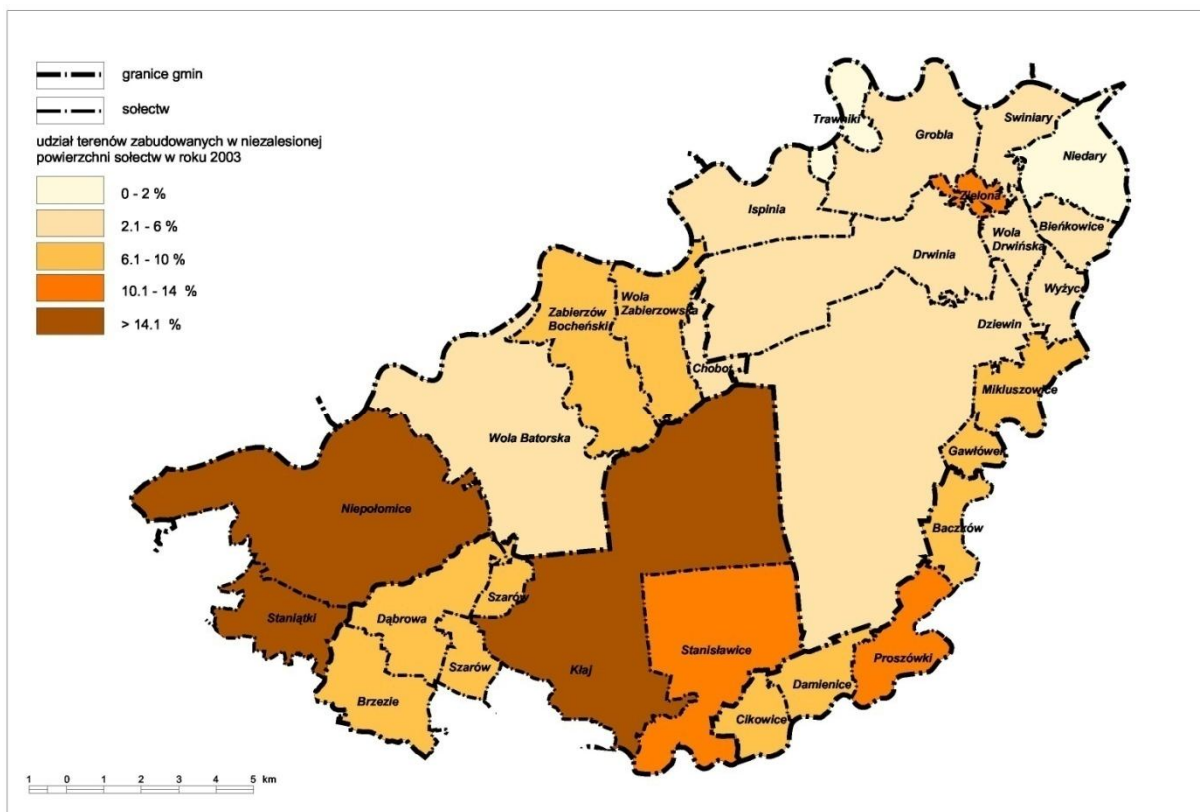 granice gmin
sołectw
udział terenów zabudowanych w niezalesionej
powierzchni sołectw w roku 2003
0 - 2 %
2.1 - 6 %
6.1 - 10 %
10.1 - 14 %
> 14.1 %
Trawniki
Grobla
Swiniary
Niedary
Zielona
Ispinia
Wola
Drwińska
Bieńkowice
Drwinia
Wyżyce
Zabierzów
Bocheński
Wola
Zabierzowska
Dziewin
Chobot
Mikluszowice
Wola Batorska
Gawłówek
Niepołomice
Baczków
Szarów
Staniątki
Dąbrowa
Szarów
Kłaj
Stanisławice
Proszówki
Damienice
Brzezie
Cikowice
1 0 1 2 3 4 5 km